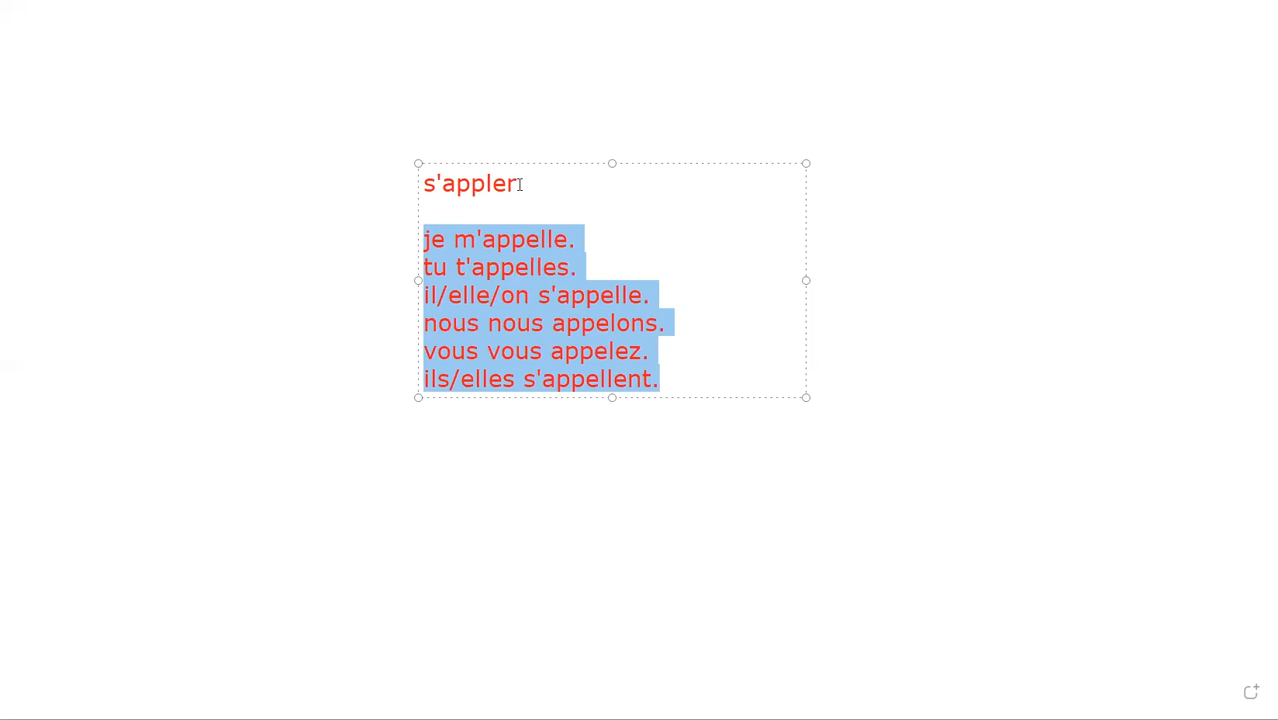 s'appler
je m'appelle.
tu t'appelles.
il/elle/on s'appelle.
nous nous appelons.
vous vous appelez.
ils/elles s'appellent.